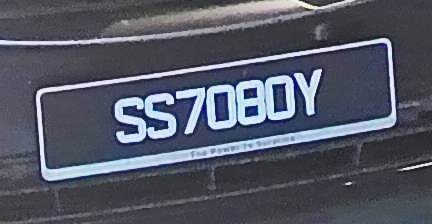 SS7080Y
The Power to Surprise